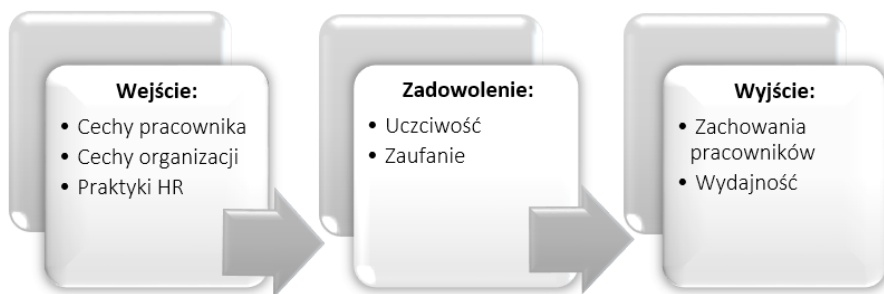 Wejście:
• Cechy pracownika
• Cechy organizacji
• Praktyki HR
Zadowolenie:
• Uczciwość
• Zaufanie
Wyjście:
• Zachowania
pracowników
• Wydajność